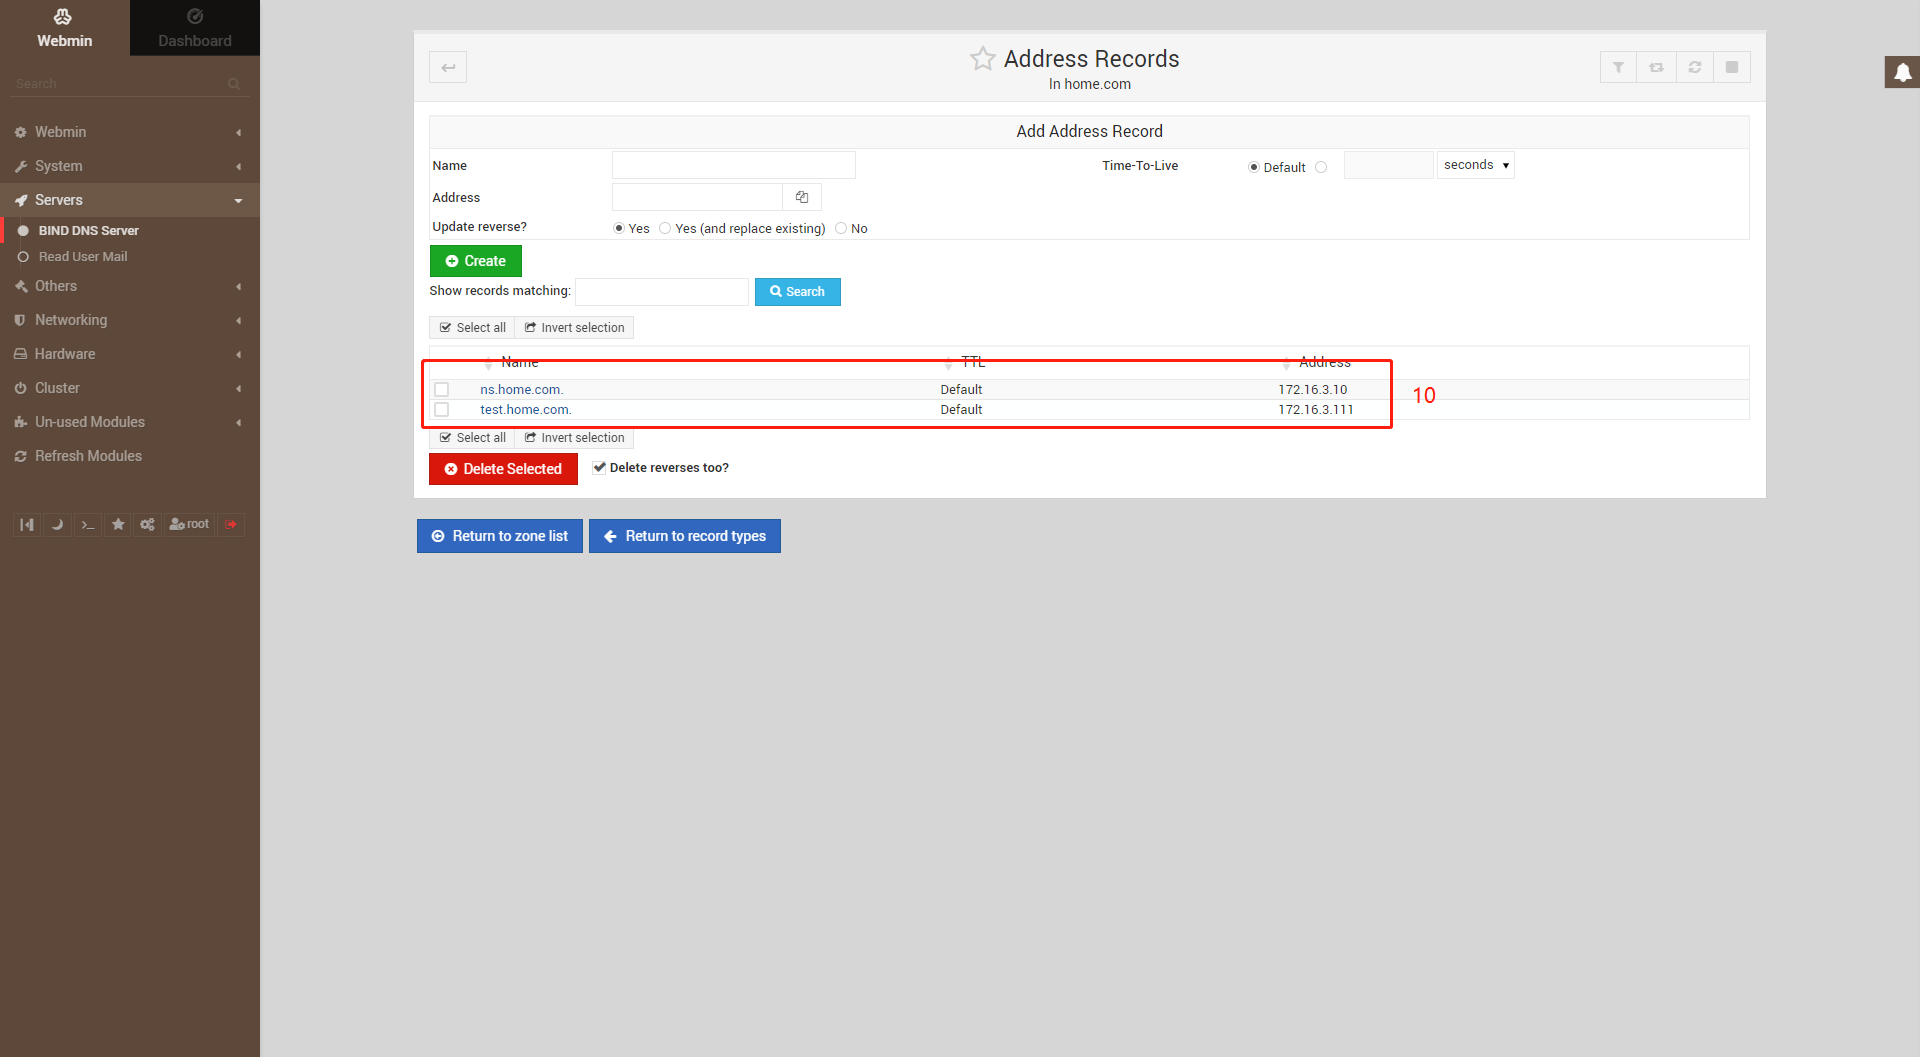 Webmin
Dashboard
Search
Webmin
System
Servers
BIND DNS Server
Read User Mail
Others
Networking
Hardware
Cluster
Un-used Modules
Refresh Modules
root
Address Records
In home.com
Add Address Record
Name
Time-To-Live Default seconds
Address
Update reverse? Yes Yes (and replace existing) No
Create
Show records matching: Search
Select all Invert selection
Name TTL Address
ns.home.com. Default 172.16.3.10
test.home.com. Default 172.16.3.111
10
Select all Invert selection
Delete Selected Delete reverses too?
Return to zone list Return to record types